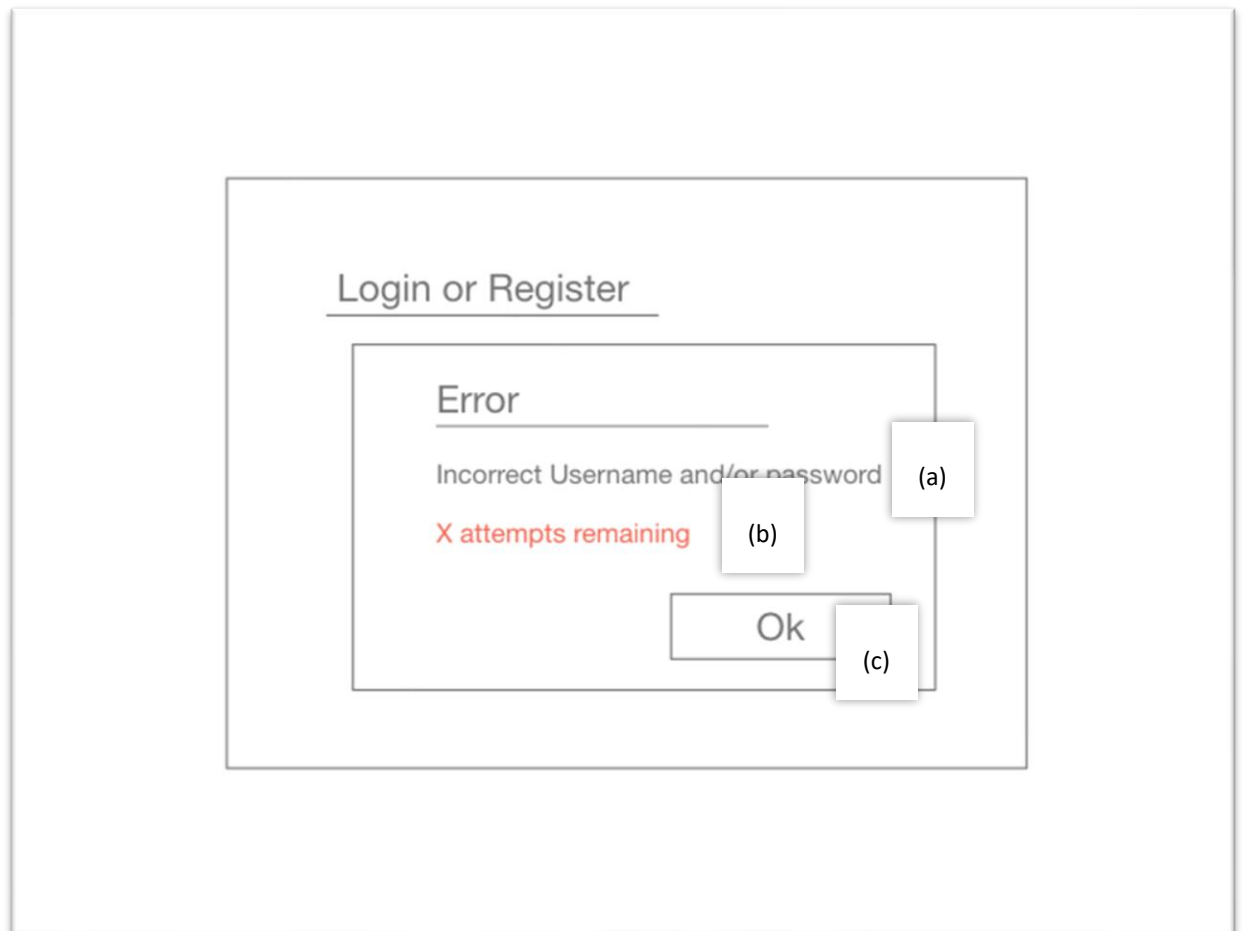 Login or Register
Error
Incorrect Username and/or password (a)
X attempts remaining (b)
Ok
(c)